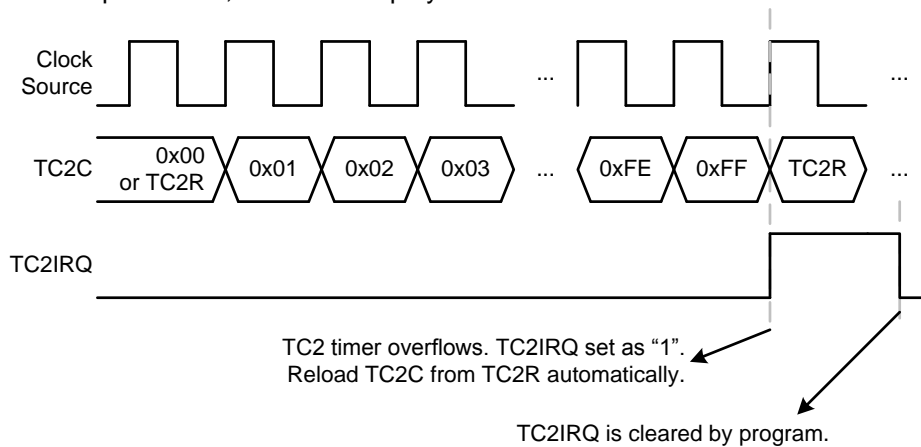 Clock
Source
...
...
TC2C
0x00
or TC2R
0x01
0x02
0x03
...
0xFE
0xFF
TC2R
...
TC2IRQ
TC2 timer overflows. TC2IRQ set as “1”.
Reload TC2C from TC2R automatically.
TC2IRQ is cleared by program.